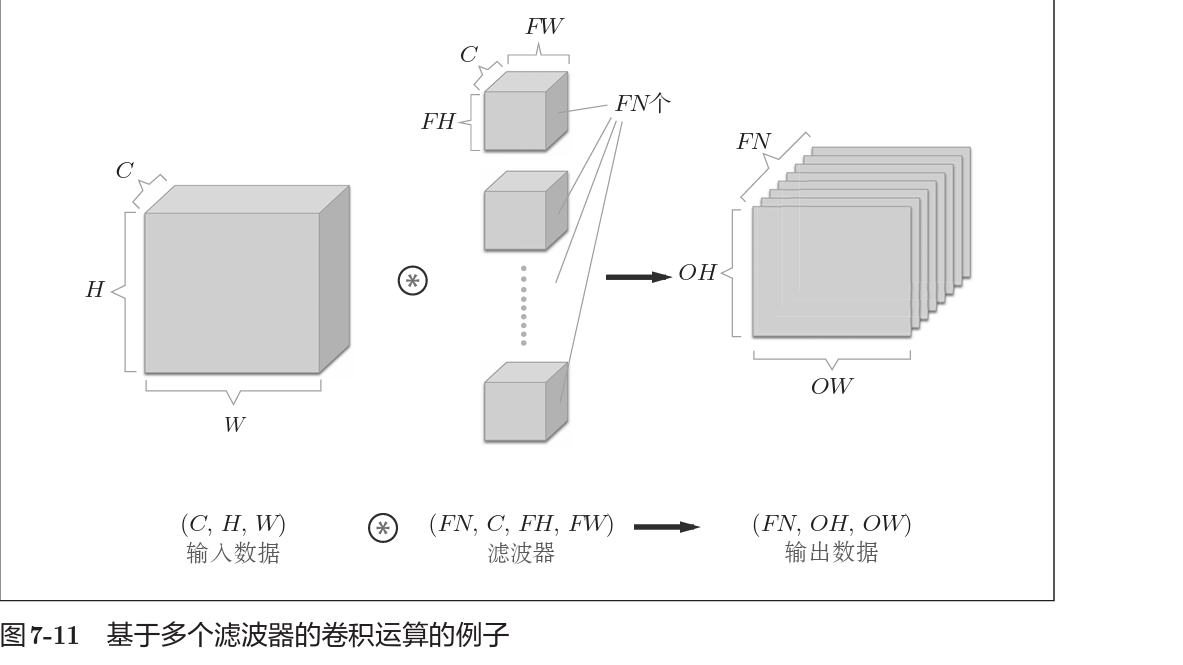 FW
C
FH
FN个
C
H
W
FN
OH
OW
(C, H, W) (FN, C, FH, FW) (FN, OH, OW)
输入数据 滤波器 输出数据
图7-11 基于多个滤波器的卷积运算的例子